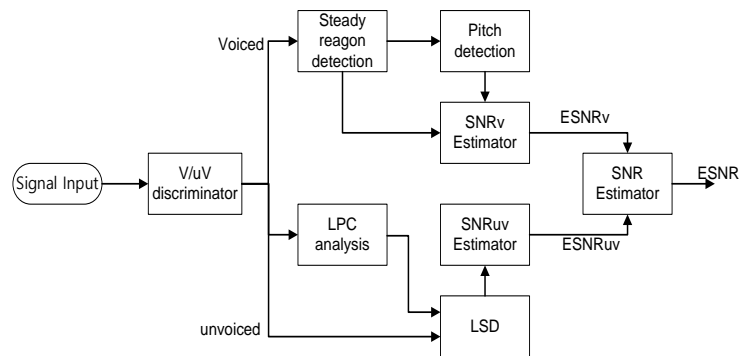 Voiced
Steady
reagon
detection
Pitch
detection
SNRv
Estimator
ESNRv
Signal Input
V/uV
discriminator
SNR
Estimator
ESNR
LPC
analysis
SNRuv
Estimator
ESNRuv
unvoiced
LSD